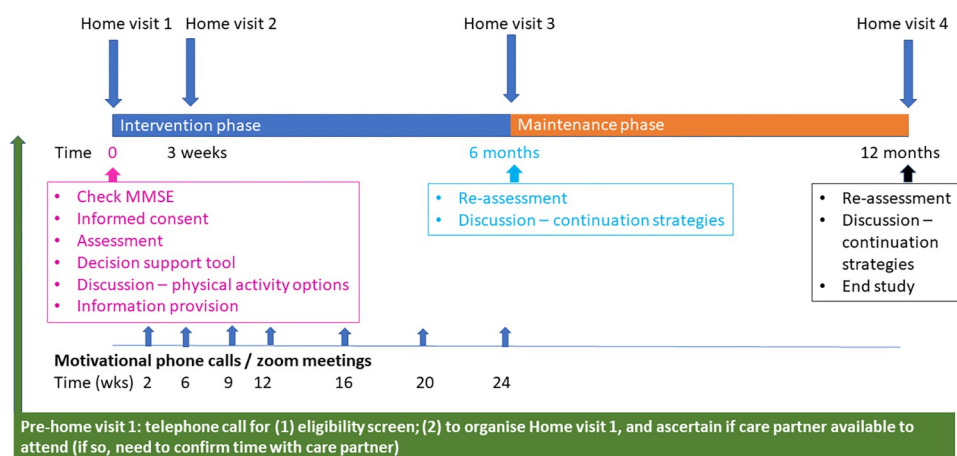 Home visit 1 Home visit 2 Home visit 3 Home visit 4
Intervention phase Maintenance phase
Time 0 3 weeks 6 months 12 months
• Check MMSE
• Informed consent
• Assessment
• Decision support tool
• Discussion – physical activity options
• Information provision
• Re-assessment
• Discussion – continuation strategies
• Re-assessment
• Discussion –
continuation
strategies
• End study
Motivational phone calls / zoom meetings
Time (wks) 2 6 9 12 16 20 24
Pre-home visit 1: telephone call for (1) eligibility screen; (2) to organise Home visit 1, and ascertain if care partner available to
attend (if so, need to confirm time with care partner)